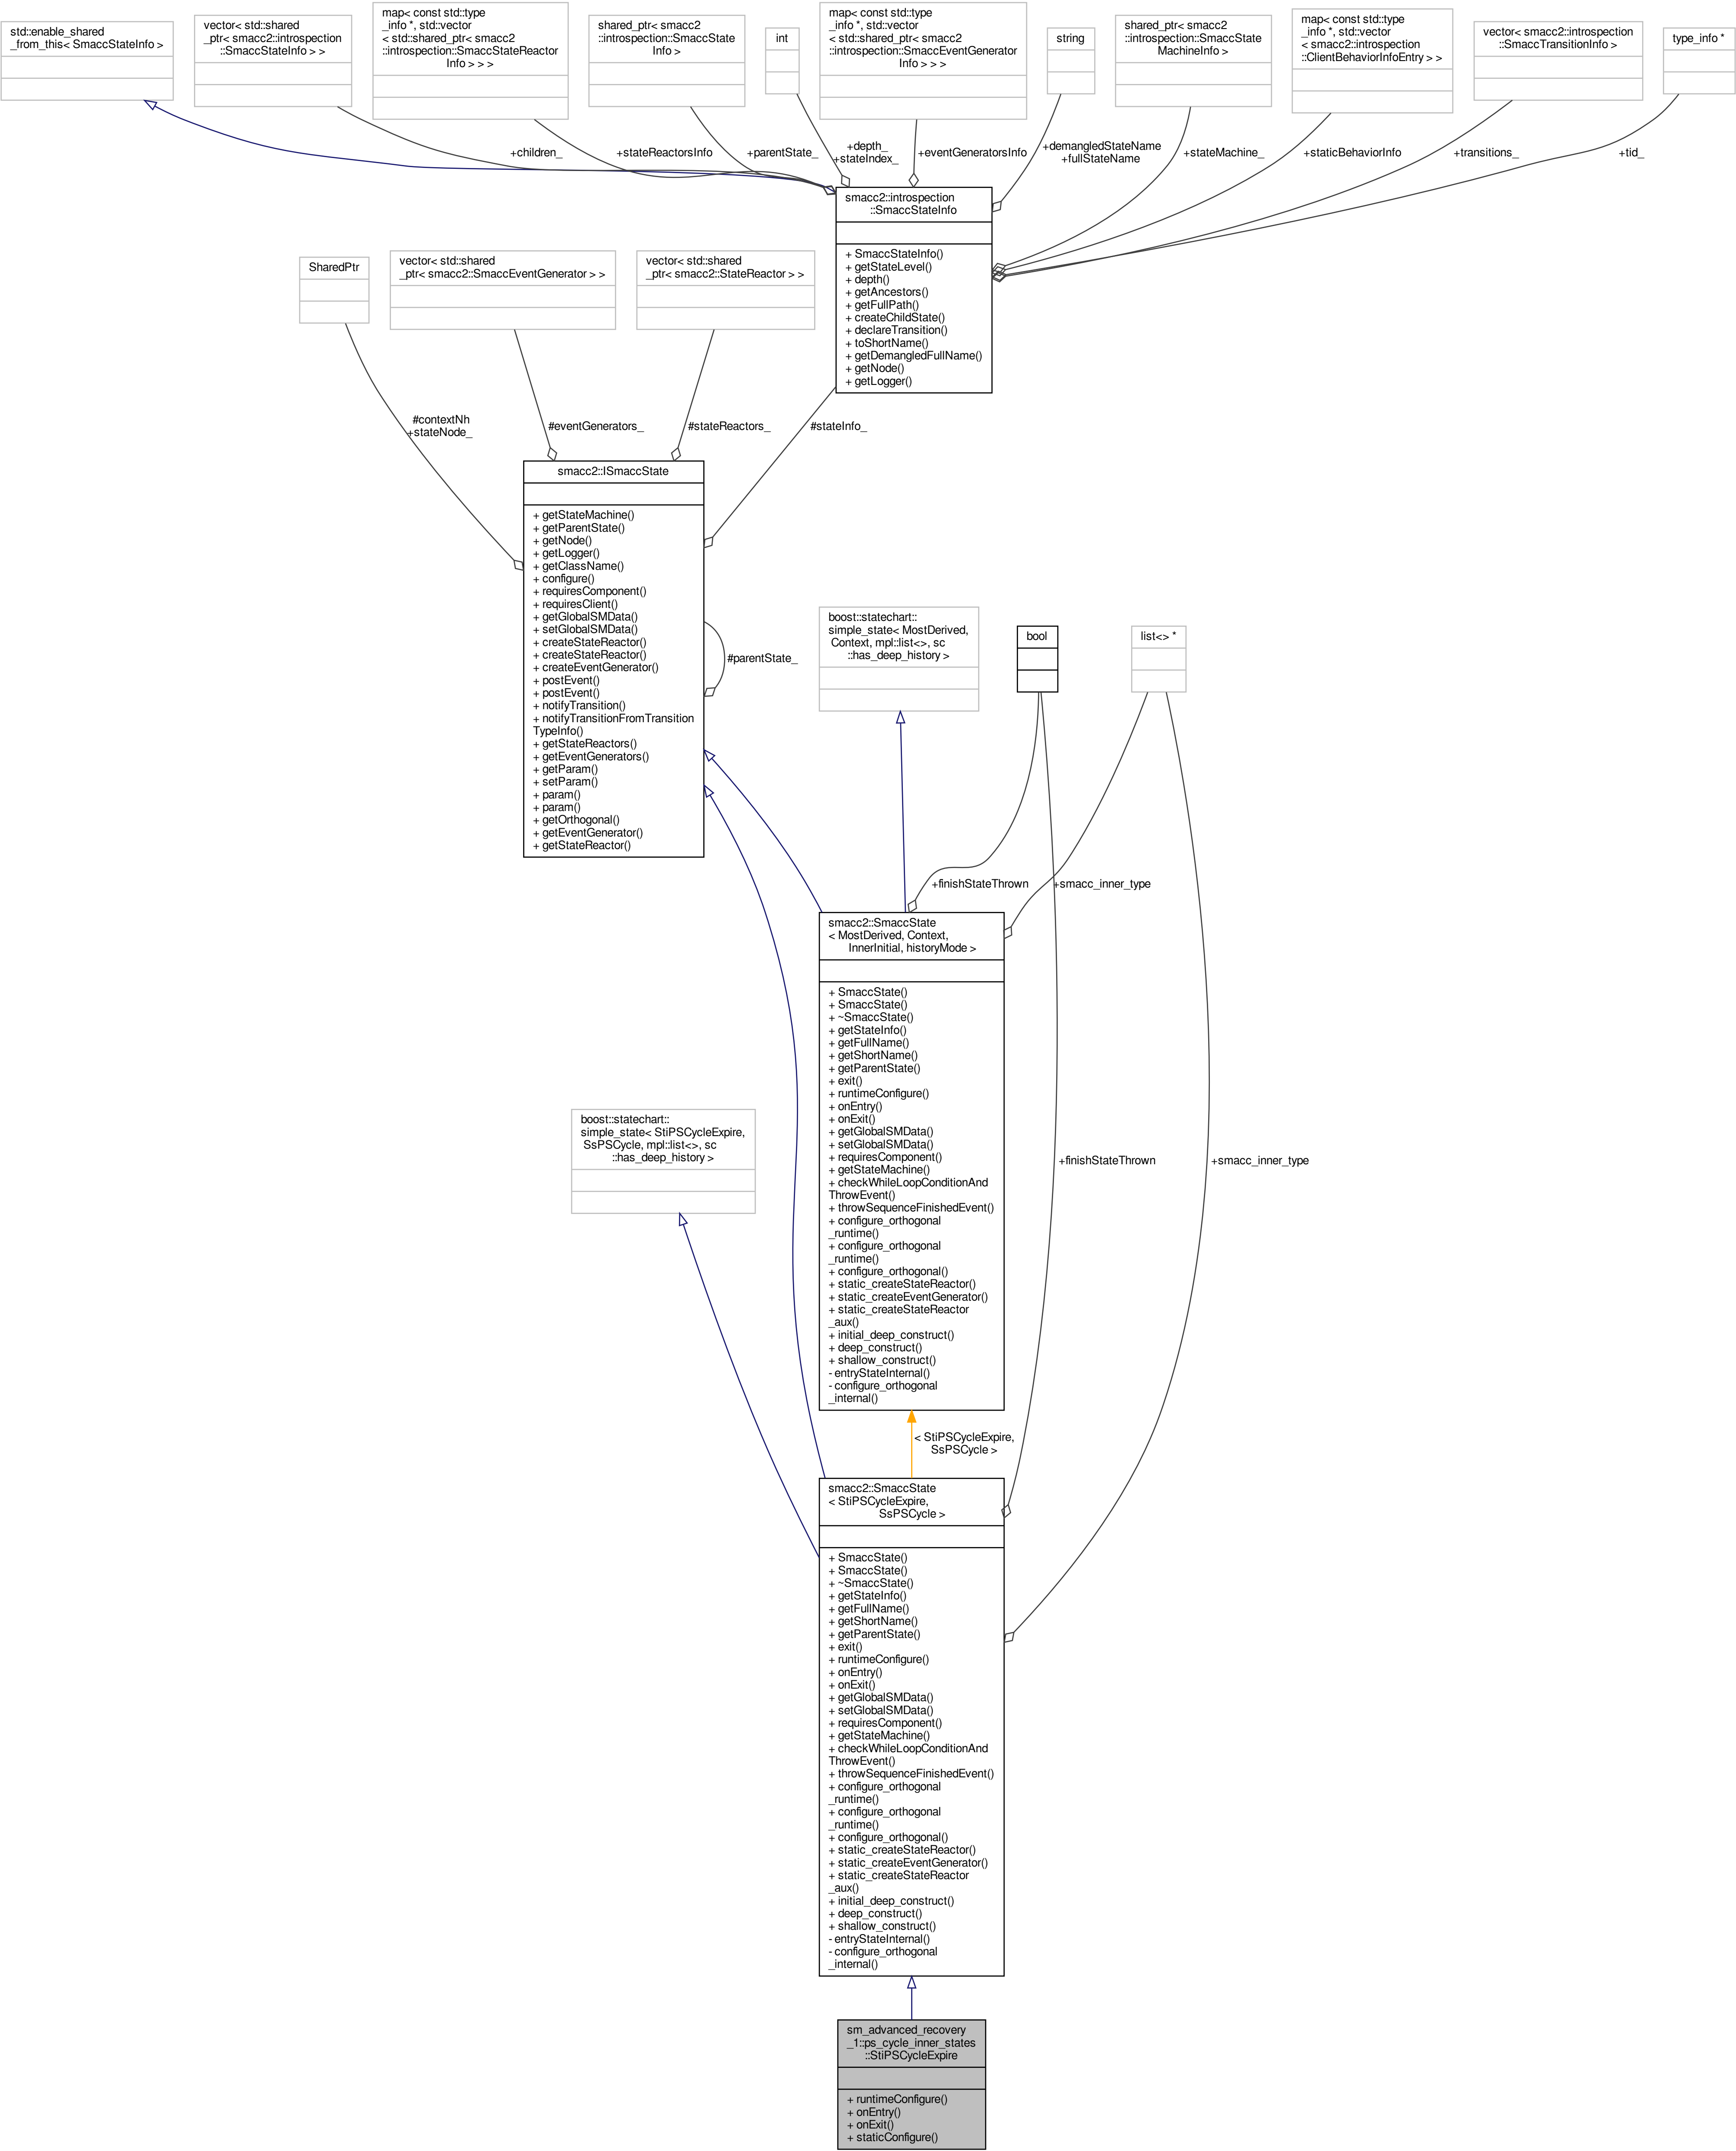 std::enable_shared
_from_this< SmaccStateInfo >
vector< std::shared
_ptr< smacc2::introspection
::SmaccStateInfo > >
map< const std::type
_info *, std::vector
< std::shared_ptr< smacc2
::introspection::SmaccStateReactor
Info > > >
shared_ptr< smacc2
::introspection::SmaccState
Info >
int
map< const std::type
_info *, std::vector
< std::shared_ptr< smacc2
::introspection::SmaccEventGenerator
Info > > >
string
shared_ptr< smacc2
::introspection::SmaccState
MachineInfo >
map< const std::type
_info *, std::vector
< smacc2::introspection
::ClientBehaviorInfoEntry > >
vector< smacc2::introspection
::SmaccTransitionInfo >
type_info *
+children_
+stateReactorsInfo
+parentState_
+depth_
+stateIndex_
+eventGeneratorsInfo
+demangledStateName
+fullStateName
+stateMachine_
+staticBehaviorInfo
+transitions_
+tid_
smacc2::introspection
::SmaccStateInfo
+ SmaccStateInfo()
+ getStateLevel()
+ depth()
+ getAncestors()
+ getFullPath()
+ createChildState()
+ declareTransition()
+ toShortName()
+ getDemangledFullName()
+ getNode()
+ getLogger()
SharedPtr
vector< std::shared
_ptr< smacc2::SmaccEventGenerator > >
vector< std::shared
_ptr< smacc2::StateReactor > >
#contextNh
+stateNode_
#eventGenerators_
#stateReactors_
#stateInfo_
smacc2::ISmaccState
+ getStateMachine()
+ getParentState()
+ getNode()
+ getLogger()
+ getClassName()
+ configure()
+ requiresComponent()
+ requiresClient()
+ getGlobalSMData()
+ setGlobalSMData()
+ createStateReactor()
+ createStateReactor()
+ createEventGenerator()
+ postEvent()
+ postEvent()
+ notifyTransition()
+ notifyTransitionFromTransition
TypeInfo()
+ getStateReactors()
+ getEventGenerators()
+ getParam()
+ setParam()
+ param()
+ param()
+ getOrthogonal()
+ getEventGenerator()
+ getStateReactor()
#parentState_
boost::statechart::
simple_state< MostDerived,
Context, mpl::list<>, sc
::has_deep_history >
bool
list<> *
+finishStateThrown
+smacc_inner_type
smacc2::SmaccState
< MostDerived, Context,
InnerInitial, historyMode >
+ SmaccState()
+ SmaccState()
+ ~SmaccState()
+ getStateInfo()
+ getFullName()
+ getShortName()
+ getParentState()
+ exit()
+ runtimeConfigure()
+ onEntry()
+ onExit()
+ getGlobalSMData()
+ setGlobalSMData()
+ requiresComponent()
+ getStateMachine()
+ checkWhileLoopConditionAnd
ThrowEvent()
+ throwSequenceFinishedEvent()
+ configure_orthogonal
_runtime()
+ configure_orthogonal
_runtime()
+ configure_orthogonal()
+ static_createStateReactor()
+ static_createEventGenerator()
+ static_createStateReactor
_aux()
+ initial_deep_construct()
+ deep_construct()
+ shallow_construct()
- entryStateInternal()
- configure_orthogonal
_internal()
boost::statechart::
simple_state< StiPSCycleExpire,
SsPSCycle, mpl::list<>, sc
::has_deep_history >
+finishStateThrown
+smacc_inner_type
< StiPSCycleExpire,
SsPSCycle >
smacc2::SmaccState
< StiPSCycleExpire,
SsPSCycle >
+ SmaccState()
+ SmaccState()
+ ~SmaccState()
+ getStateInfo()
+ getFullName()
+ getShortName()
+ getParentState()
+ exit()
+ runtimeConfigure()
+ onEntry()
+ onExit()
+ getGlobalSMData()
+ setGlobalSMData()
+ requiresComponent()
+ getStateMachine()
+ checkWhileLoopConditionAnd
ThrowEvent()
+ throwSequenceFinishedEvent()
+ configure_orthogonal
_runtime()
+ configure_orthogonal
_runtime()
+ configure_orthogonal()
+ static_createStateReactor()
+ static_createEventGenerator()
+ static_createStateReactor
_aux()
+ initial_deep_construct()
+ deep_construct()
+ shallow_construct()
- entryStateInternal()
- configure_orthogonal
_internal()
sm_advanced_recovery
_1::ps_cycle_inner_states
::StiPSCycleExpire
+ runtimeConfigure()
+ onEntry()
+ onExit()
+ staticConfigure()